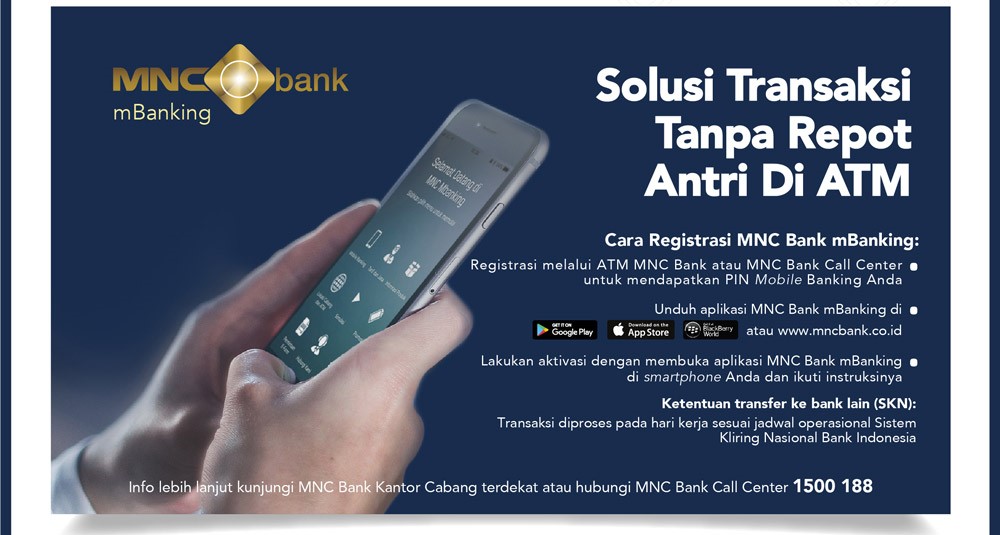 MNC bank
mBanking
Solusi Transaksi
Tanpa Repot
Antri Di ATM
Selamat Datang di
MNC Mbanking
Cara Registrasi MNC Bank mBanking:
Registrasi melalui ATM MNC Bank atau MNC Bank Call Center
untuk mendapatkan PIN Mobile Banking Anda
Unduh aplikasi MNC Bank mBanking di
GET IT ON
Google Play
Download on the
App Store
BlackBerry
World
atau www.mncbank.co.id
Lakukan aktivasi dengan membuka aplikasi MNC Bank mBanking
di smartphone Anda dan ikuti instruksinya
Ketentuan transfer ke bank lain (SKN):
Transaksi diproses pada hari kerja sesuai jadwal operasional Sistem
Kliring Nasional Bank Indonesia
Info lebih lanjut kunjungi MNC Bank Kantor Cabang terdekat atau hubungi MNC Bank Call Center 1500 188